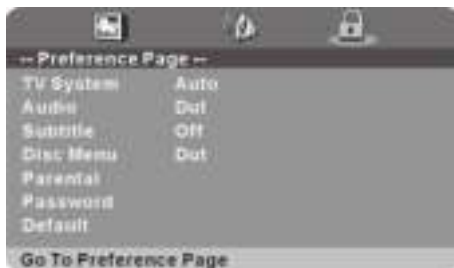 -- Preference Page --
TV System Auto
Audio Dut
Subtitle Off
Disc Menu Dut
Parental
Password
Default
Go To Preference Page